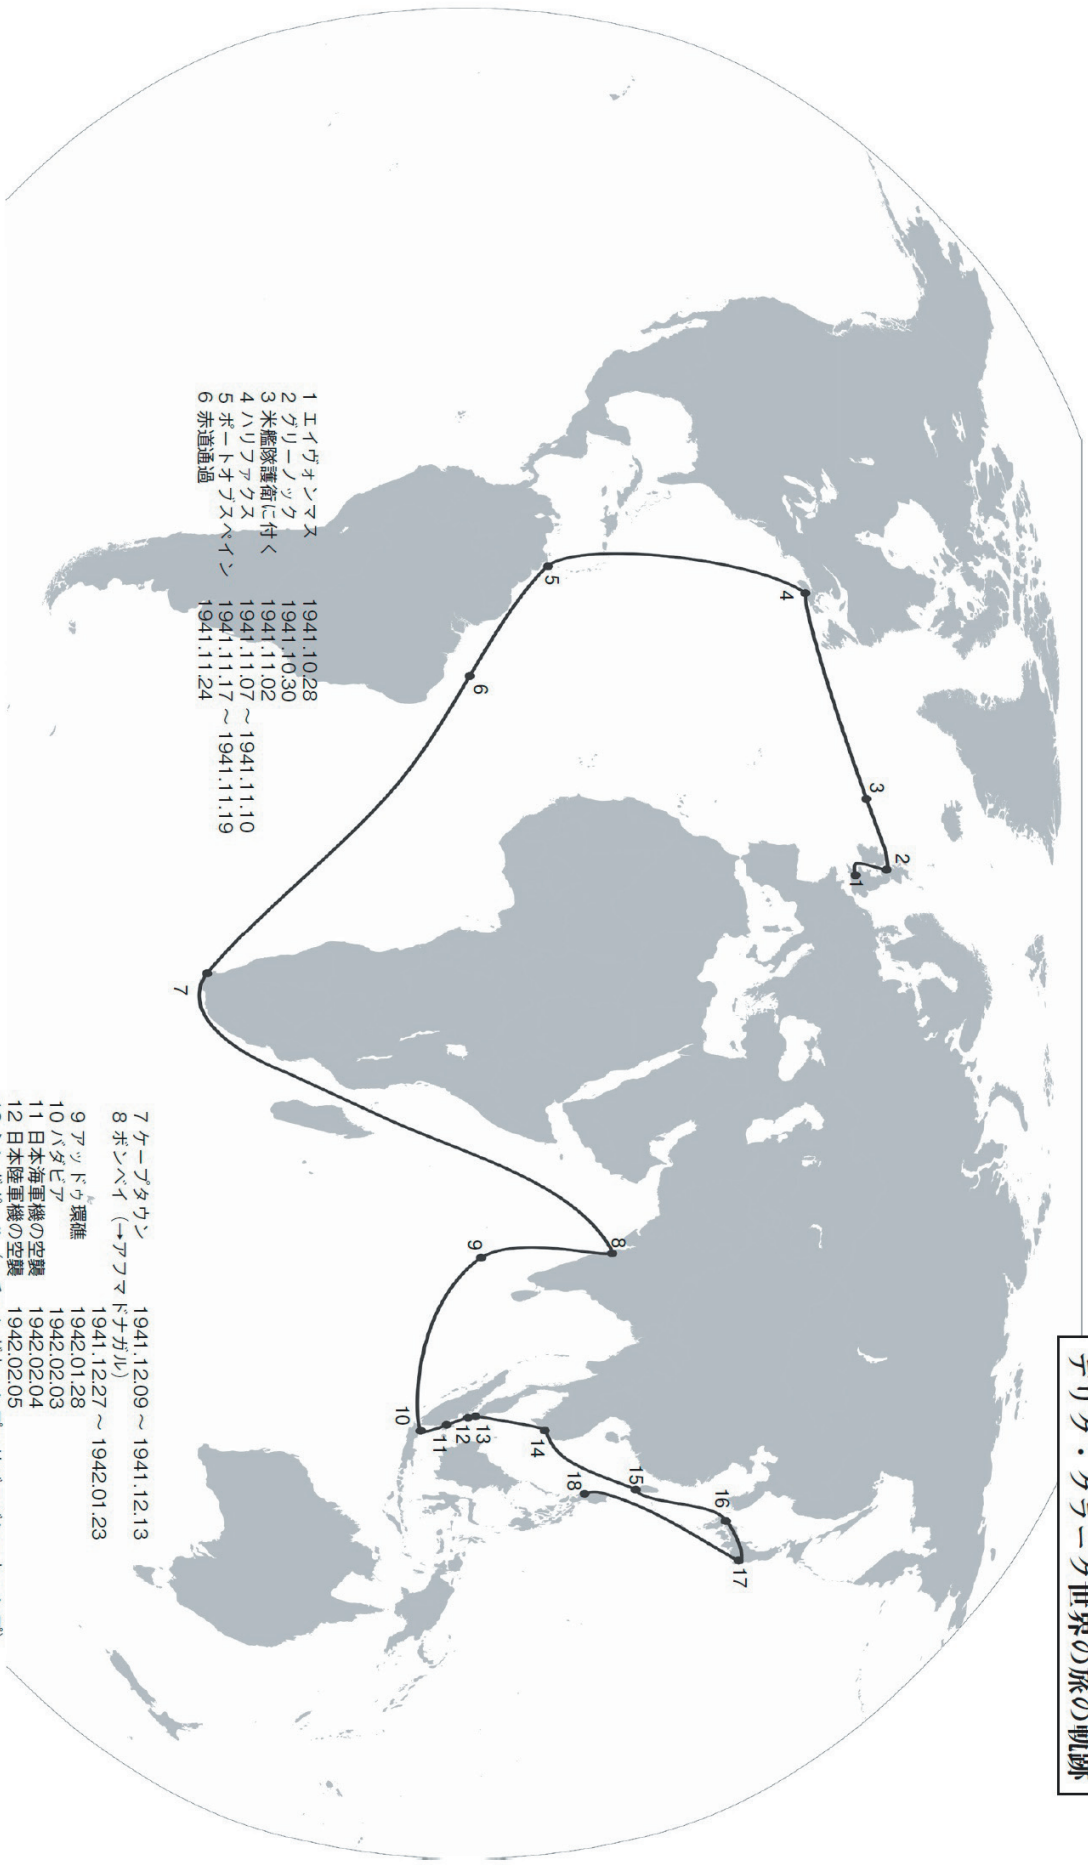 デリク・クラーク世界の旅の軌跡
1 エイヴォンマス 1941.10.28
2 グリーノック 1941.10.30
3 米艦隊護衛に付く 1941.11.02
4 ハリファクス 1941.11.07 ～ 1941.11.10
5 ポートオブスペイン 1941.11.17 ～ 1941.11.19
6 赤道通過 1941.11.24
7 ケープタウン 1941.12.09 ～ 1941.12.13
8 ボンベイ（→アフマドナガル）
1941.12.27 ～ 1942.01.23
9 アッドゥ環礁 1942.01.28
10 バダビア 1942.02.03
11 日本海軍機の空襲 1942.02.04
12 日本陸軍機の空襲 1942.02.05
1
2
3
4
5
6
7
8
9
10
11
12
13
14
15
16
17
18